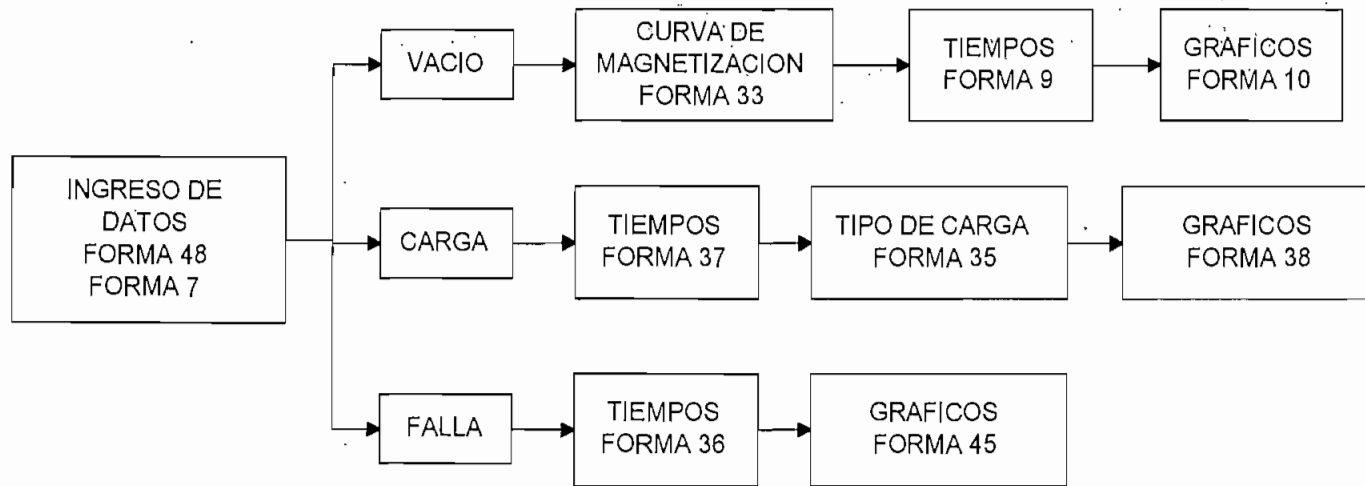 INGRESO DE
DATOS
FORMA 48
FORMA 7
VACIO
CURVA DE
MAGNETIZACION
FORMA 33
TIEMPOS
FORMA 9
GRAFICOS
FORMA 10
CARGA
TIEMPOS
FORMA 37
TIPO DE CARGA
FORMA 35
GRAFICOS
FORMA 38
FALLA
TIEMPOS
FORMA 36
GRAFICOS
FORMA 45